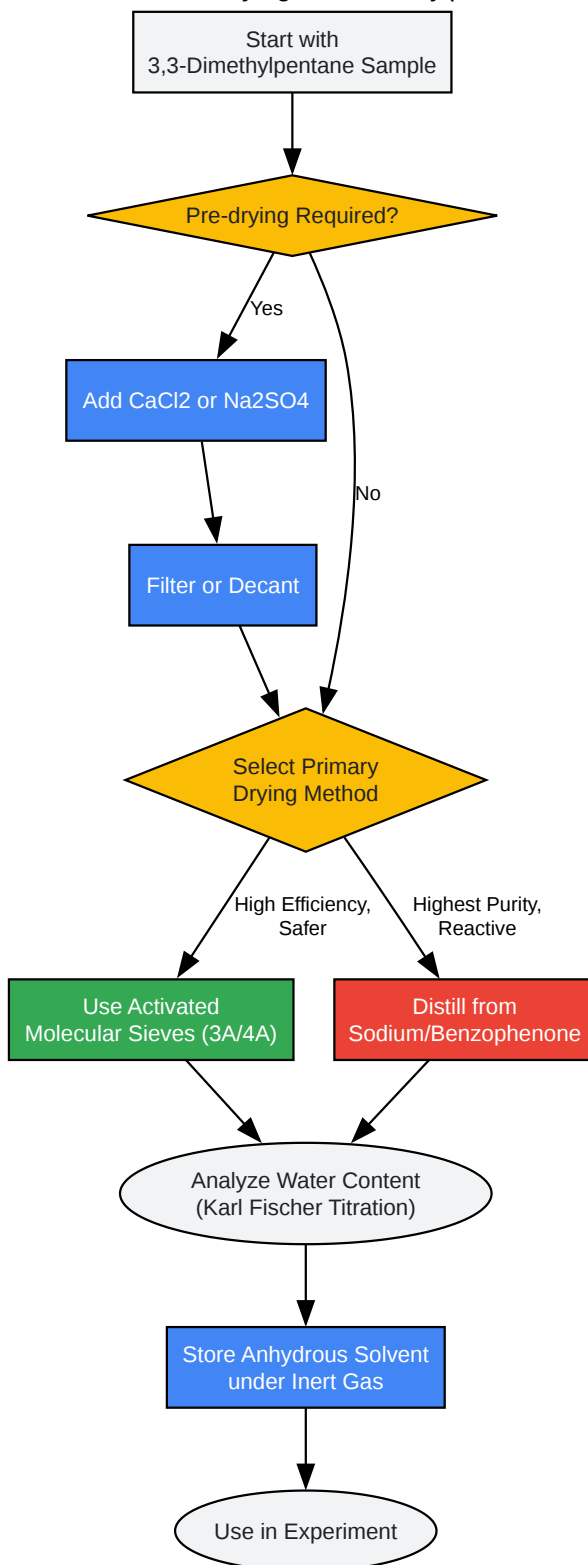 Start with
3,3-Dimethylpentane Sample
Pre-drying Required?
Yes
Add CaCl2 or Na2SO4
No
Filter or Decant
Select Primary
Drying Method
High Efficiency,
Safer
Highest Purity,
Reactive
Use Activated
Molecular Sieves (3A/4A)
Distill from
Sodium/Benzophenone
Analyze Water Content
(Karl Fischer Titration)
Store Anhydrous Solvent
under Inert Gas
Use in Experiment